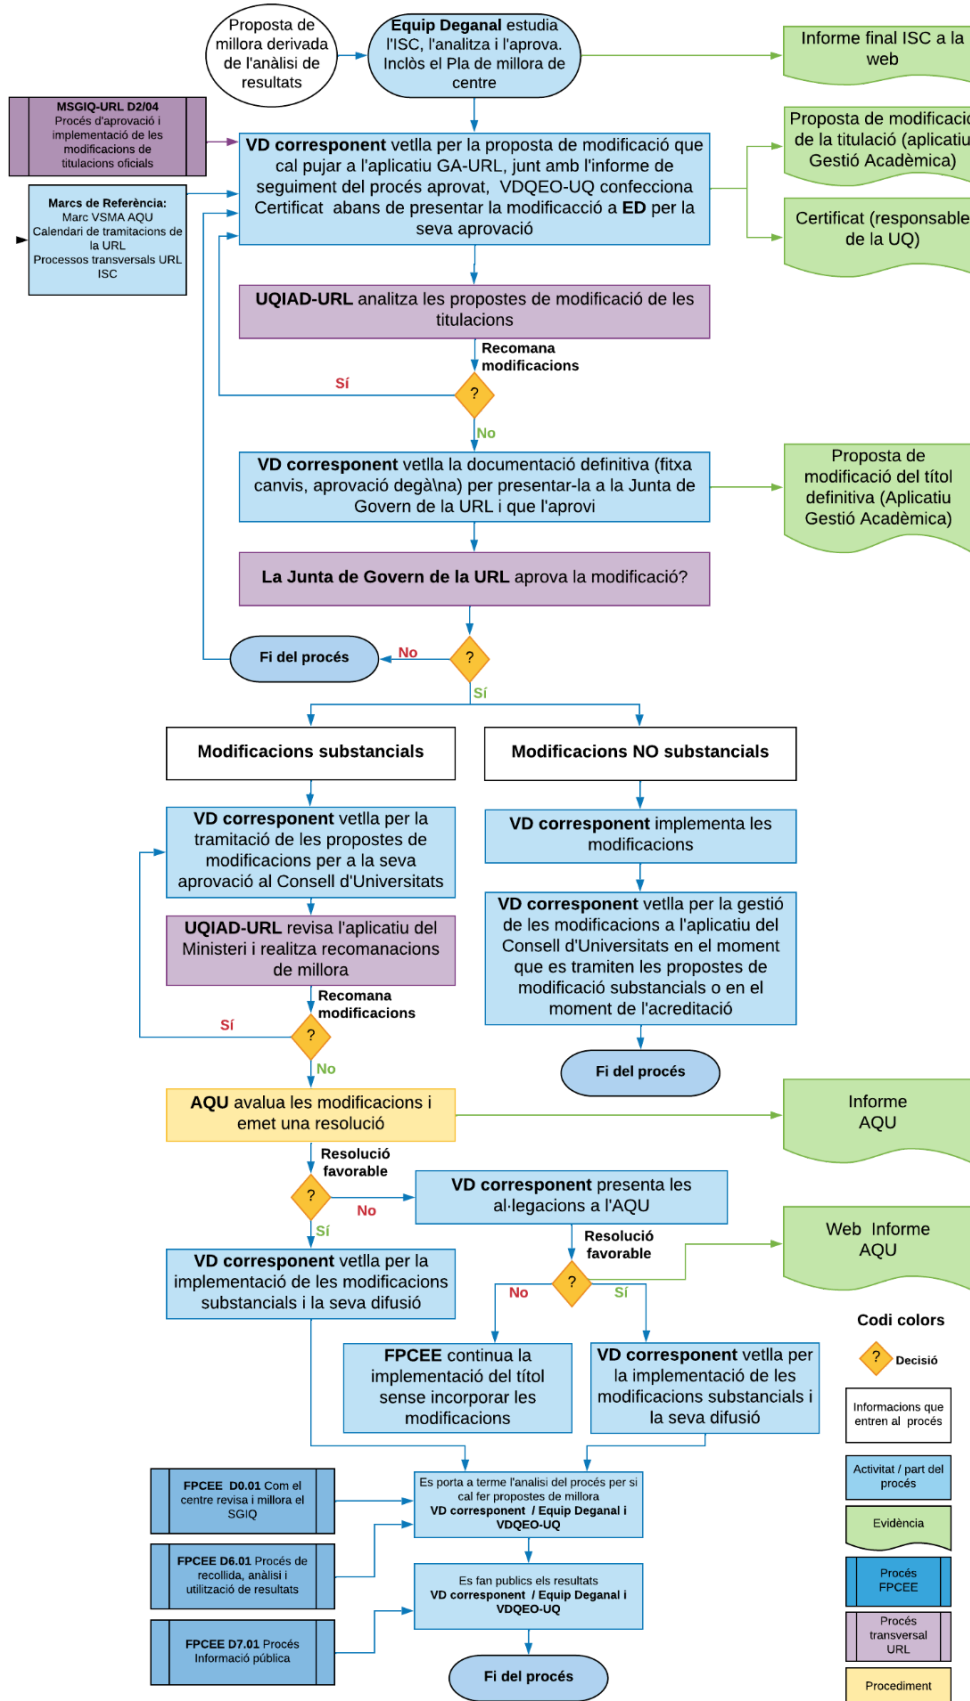 Proposta de
millora derivada
de l'anàlisi de
resultats
Equip Deganal estudia
l'ISC, l'analitza i l'aprova.
Inclòs el Pla de millora de
centre
Informe final ISC a la
web
MSGIQ-URL D2/04
Procés d'aprovació i
implementació de les
modificacions de
titulacions oficials
VD corresponent vetlla per la proposta de modificació que
cal pujar a l'aplicatiu GA-URL, junt amb l'informe de
seguiment del procés aprovat, VDQEO-UQ confecciona
Certificat abans de presentar la modificacció a ED per la
seva aprovació
Proposta de modificació
de la titulació (aplicatiu
Gestió Acadèmica)
Certificat (responsable
de la UQ)
Marcs de Referència:
Marc VSMA AQU
Calendari de tramitacions de
la URL
Processos transversals URL
ISC
UQIAD-URL analitza les propostes de modificació de les
titulacions
Recomana
modificacions
Sí
?
No
VD corresponent vetlla la documentació definitiva (fitxa
canvis, aprovació degà\na) per presentar-la a la Junta de
Govern de la URL i que l'aprovi
Proposta de
modificació del títol
definitiva (Aplicatiu
Gestió Acadèmica)
La Junta de Govern de la URL aprova la modificació?
Fi del procés
No
?
Sí
Modificacions substancials
Modificacions NO substancials
VD corresponent vetlla per la
tramitació de les propostes de
modificacions per a la seva
aprovació al Consell d'Universitats
VD corresponent implementa les
modificacions
UQIAD-URL revisa l'aplicatiu del
Ministeri i realitza recomanacions
de millora
VD corresponent vetlla per la gestió
de les modificacions a l'aplicatiu del
Consell d'Universitats en el moment
que es tramiten les propostes de
modificació substancials o en el
moment de l'acreditació
Recomana
modificacions
Sí
?
No
Fi del procés
AQU avalua les modificacions i
emet una resolució
Informe
AQU
Resolució
favorable
?
No
Sí
VD corresponent presenta les
al·legacions a l'AQU
Resolució
favorable
Web Informe
AQU
VD corresponent vetlla per la
implementació de les modificacions
substancials i la seva difusió
No
?
Sí
FPCEE continua la
implementació del títol
sense incorporar les
modificacions
VD corresponent vetlla per
la implementació de les
modificacions substancials i
la seva difusió
Codi colors
?
Decisió
Informacions que
entren al procés
Activitat / part del
procés
Evidència
Procés
FPCEE
Procés
transversal
URL
Procediment
FPCEE D0.01 Com el
centre revisa i millora el
SGIQ
Es porta a terme l'analisi del procés per si
cal fer propostes de millora
VD corresponent / Equip Deganal i
VDQEO-UQ
FPCEE D6.01 Procés de
recollida, anàlisi i
utilització de resultats
Es fan publics els resultats
VD corresponent / Equip Deganal i
VDQEO-UQ
FPCEE D7.01 Procés
Informació pública
Fi del procés